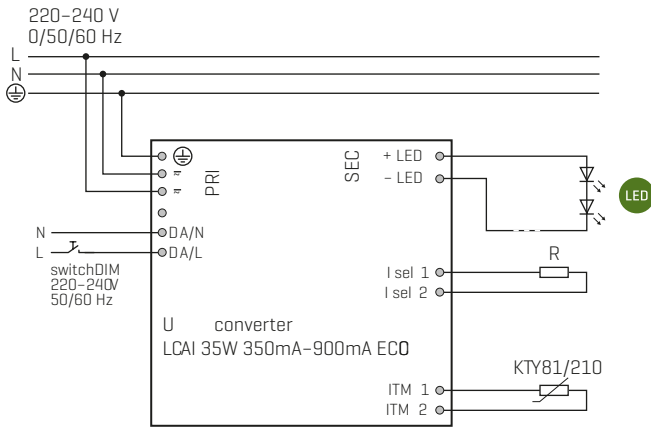 220–240 V
0/50/60 Hz
L
N
PRI
SEC
+ LED
– LED
LED
N
DA/N
L
DA/L
switchDIM
220–240V
50/60 Hz
R
I sel 1
I sel 2
U converter
LCAI 35W 350mA–900mA ECO
KTY81/210
ITM 1
ITM 2